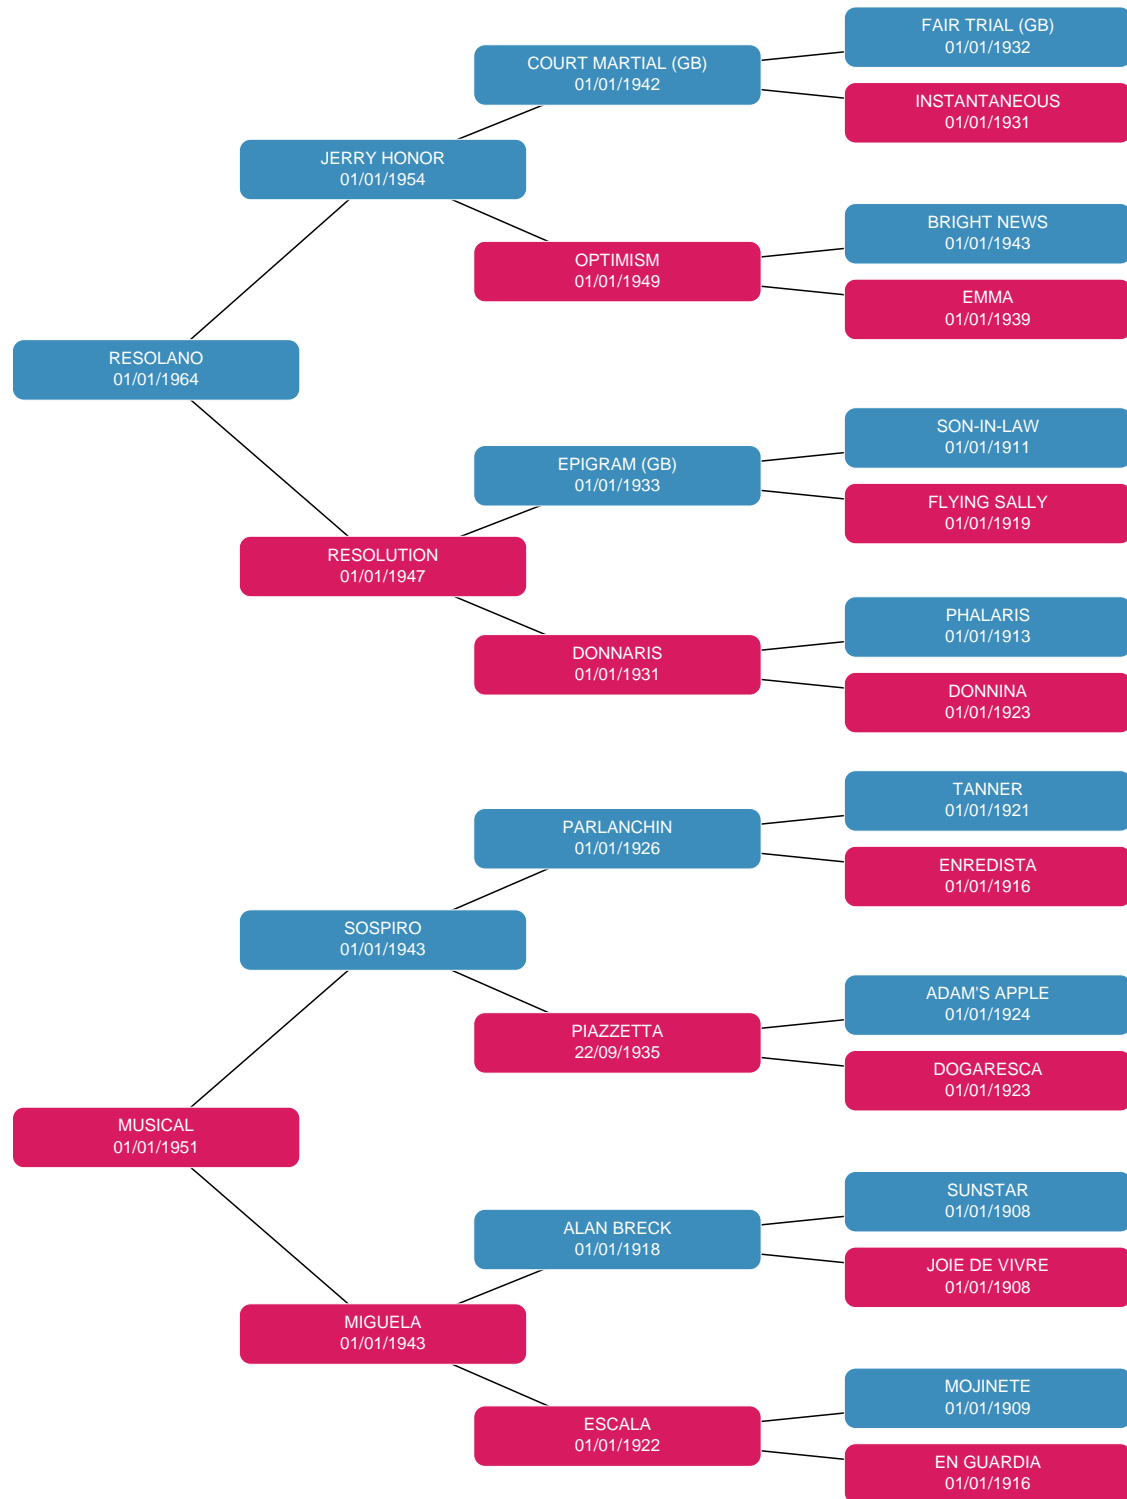 FAIR TRIAL (GB)
01/01/1932
COURT MARTIAL (GB)
01/01/1942
INSTANTANEOUS
01/01/1931
JERRY HONOR
01/01/1954
BRIGHT NEWS
01/01/1943
OPTIMISM
01/01/1949
EMMA
01/01/1939
RESOLANO
01/01/1964
SON-IN-LAW
01/01/1911
EPIGRAM (GB)
01/01/1933
FLYING SALLY
01/01/1919
RESOLUTION
01/01/1947
PHALARIS
01/01/1913
DONNARIS
01/01/1931
DONNINA
01/01/1923
TANNER
01/01/1921
PARLANCHIN
01/01/1926
ENREDISTA
01/01/1916
SOSPIRO
01/01/1943
ADAM'S APPLE
01/01/1924
PIAZZETTA
22/09/1935
DOGARESCA
01/01/1923
MUSICAL
01/01/1951
SUNSTAR
01/01/1908
ALAN BRECK
01/01/1918
JOIE DE VIVRE
01/01/1908
MIGUELA
01/01/1943
MOJINETE
01/01/1909
ESCALA
01/01/1922
EN GUARDIA
01/01/1916